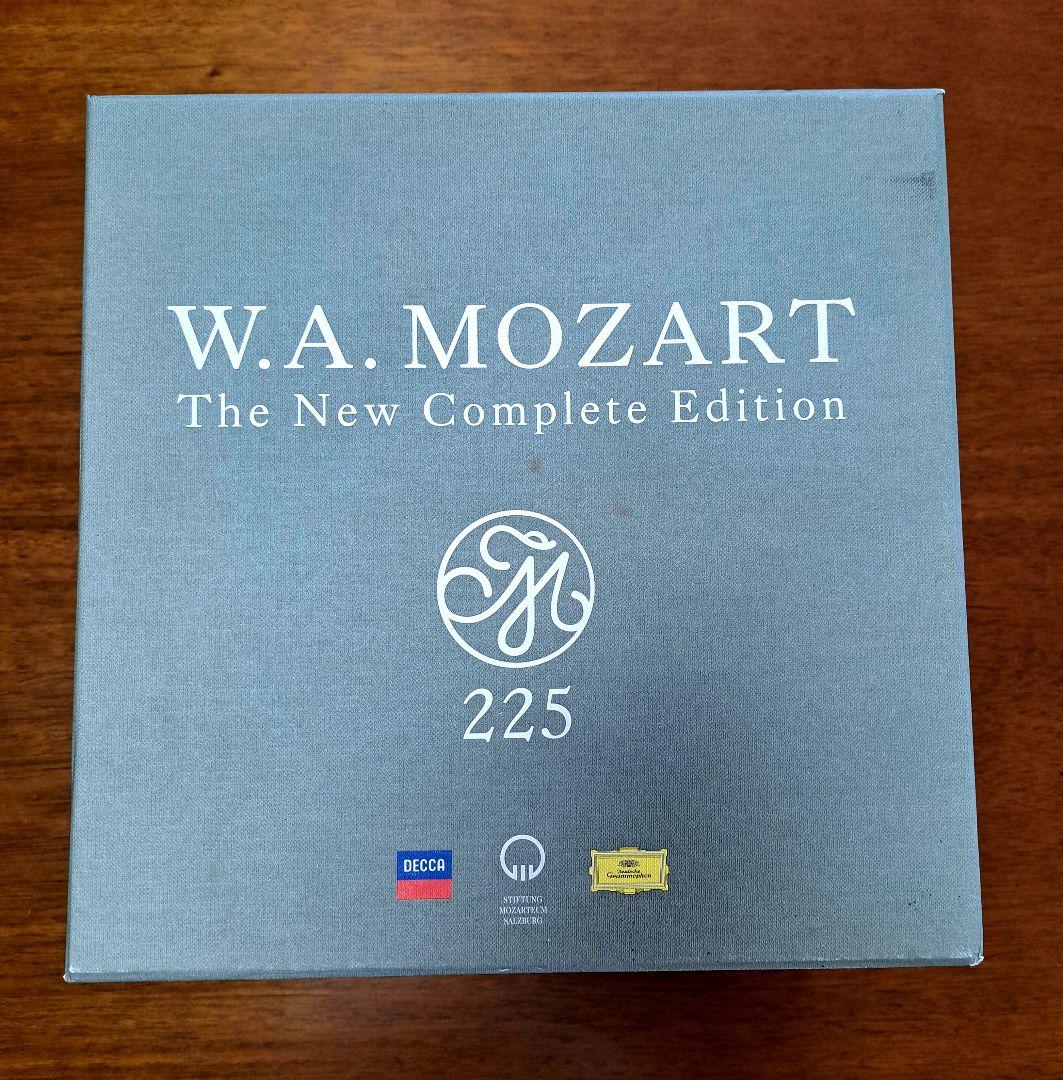 W.A. MOZART
The New Complete Edition
225
DECCA
STIFTUNG
MOZARTEUM
SALZBURG
Deutsche
Grammophon